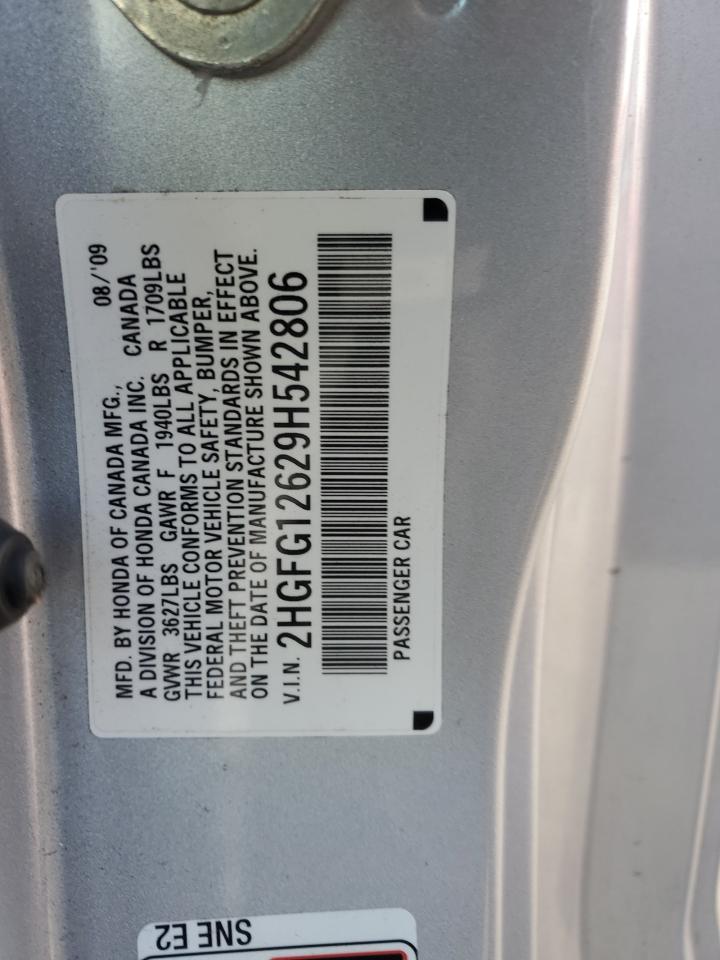 MFD. BY HONDA OF CANADA MFG., 08/'09
A DIVISION OF HONDA CANADA INC. CANADA
GVWR 3627LBS GAWR F 1940LBS R 1709LBS
THIS VEHICLE CONFORMS TO ALL APPLICABLE
FEDERAL MOTOR VEHICLE SAFETY, BUMPER,
AND THEFT PREVENTION STANDARDS IN EFFECT
ON THE DATE OF MANUFACTURE SHOWN ABOVE.
V.I.N. 2HGFG12629H542806
PASSENGER CAR
SNE E2